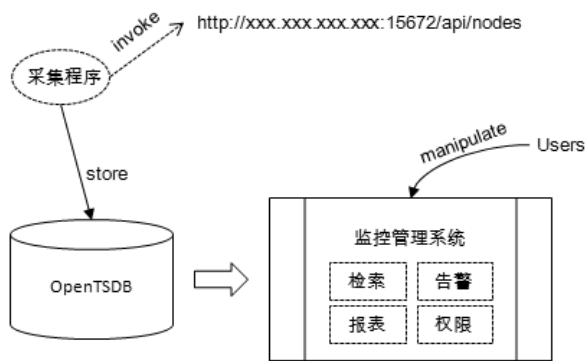 invoke
http://xxx.xxx.xxx.xxx:15672/api/nodes
采集程序
store
manipulate
Users
OpenTSDB
监控管理系统
检索
告警
报表
权限